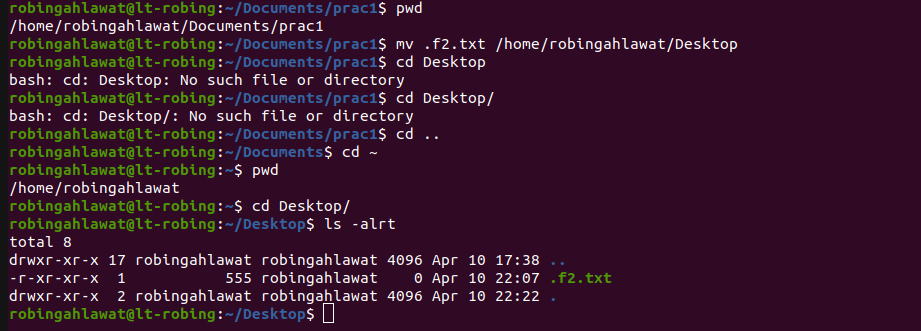 robingahlawat@lt-robing:~/Documents/prac1$ pwd
/home/robingahlawat/Documents/prac1
robingahlawat@lt-robing:~/Documents/prac1$ mv .f2.txt /home/robingahlawat/Desktop
robingahlawat@lt-robing:~/Documents/prac1$ cd Desktop
bash: cd: Desktop: No such file or directory
robingahlawat@lt-robing:~/Documents/prac1$ cd Desktop/
bash: cd: Desktop/: No such file or directory
robingahlawat@lt-robing:~/Documents/prac1$ cd ..
robingahlawat@lt-robing:~/Documents$ cd ~
robingahlawat@lt-robing:~$ pwd
/home/robingahlawat
robingahlawat@lt-robing:~$ cd Desktop/
robingahlawat@lt-robing:~/Desktop$ ls -alrt
total 8
drwxr-xr-x 17 robingahlawat robingahlawat 4096 Apr 10 17:38 ..
-r-xr-xr-x  1           555 robingahlawat    0 Apr 10 22:07 .f2.txt
drwxr-xr-x  2 robingahlawat robingahlawat 4096 Apr 10 22:22 .
robingahlawat@lt-robing:~/Desktop$